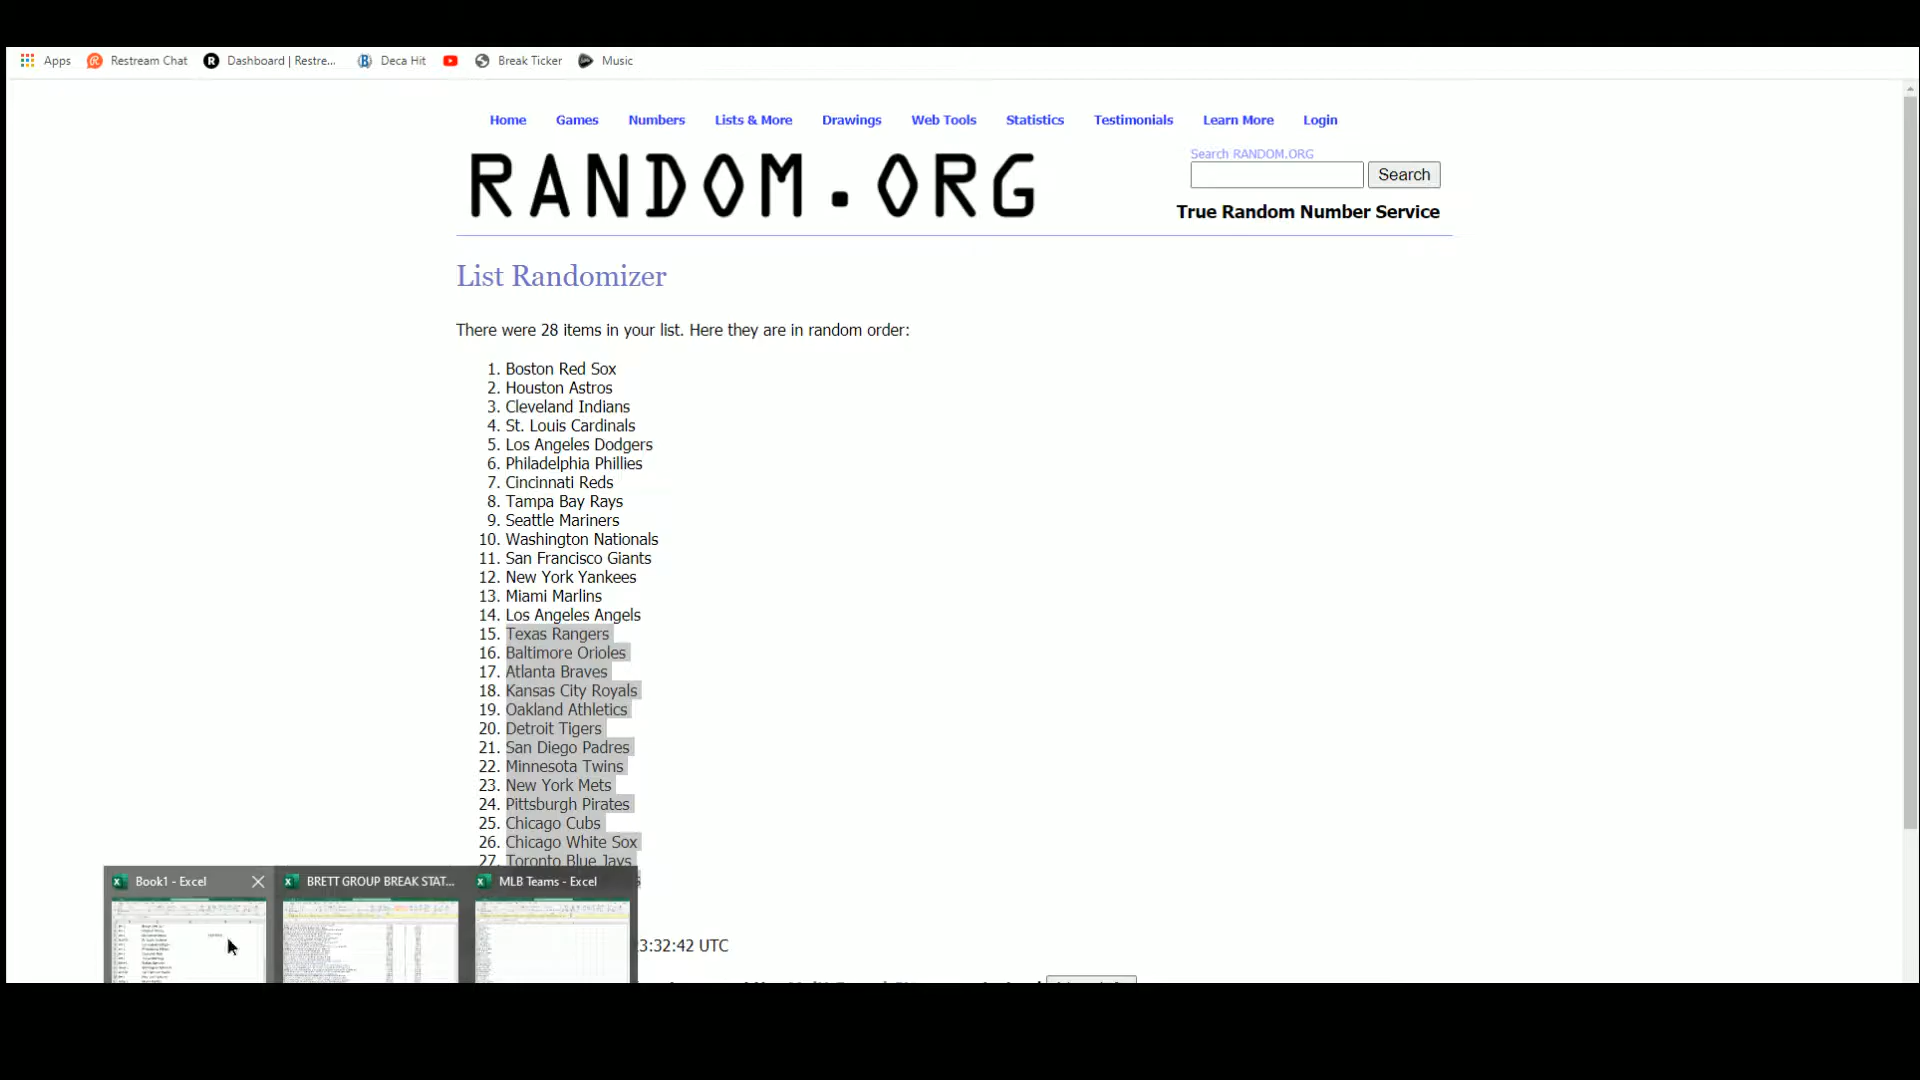 Apps Restream Chat Dashboard | Restre... Deca Hit Break Ticker Music
Home Games Numbers Lists & More Drawings Web Tools Statistics Testimonials Learn More Login
Search RANDOM.ORG
RANDOM.ORG
Search
True Random Number Service
List Randomizer
There were 28 items in your list. Here they are in random order:
1. Boston Red Sox
2. Houston Astros
3. Cleveland Indians
4. St. Louis Cardinals
5. Los Angeles Dodgers
6. Philadelphia Phillies
7. Cincinnati Reds
8. Tampa Bay Rays
9. Seattle Mariners
10. Washington Nationals
11. San Francisco Giants
12. New York Yankees
13. Miami Marlins
14. Los Angeles Angels
15. Texas Rangers
16. Baltimore Orioles
17. Atlanta Braves
18. Kansas City Royals
19. Oakland Athletics
20. Detroit Tigers
21. San Diego Padres
22. Minnesota Twins
23. New York Mets
24. Pittsburgh Pirates
25. Chicago Cubs
26. Chicago White Sox
27. Toronto Blue Jays
Book1 - Excel BRETT GROUP BREAK STAT... MLB Teams - Excel
3:32:42 UTC